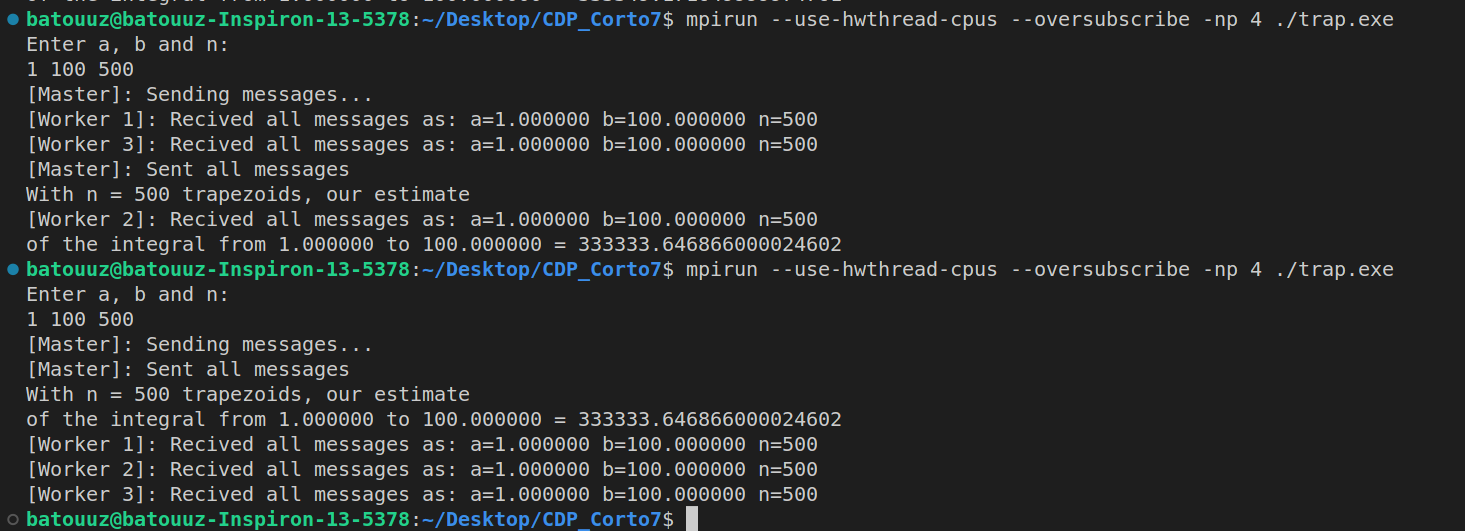 batouuz@batouuz-Inspiron-13-5378:~/Desktop/CDP_Corto7$ mpirun --use-hwthread-cpus --oversubscribe -np 4 ./trap.exe
Enter a, b and n:
1 100 500
[Master]: Sending messages...
[Worker 1]: Recived all messages as: a=1.000000 b=100.000000 n=500
[Worker 3]: Recived all messages as: a=1.000000 b=100.000000 n=500
[Master]: Sent all messages
With n = 500 trapezoids, our estimate
[Worker 2]: Recived all messages as: a=1.000000 b=100.000000 n=500
of the integral from 1.000000 to 100.000000 = 333333.646866000024602
batouuz@batouuz-Inspiron-13-5378:~/Desktop/CDP_Corto7$ mpirun --use-hwthread-cpus --oversubscribe -np 4 ./trap.exe
Enter a, b and n:
1 100 500
[Master]: Sending messages...
[Master]: Sent all messages
With n = 500 trapezoids, our estimate
of the integral from 1.000000 to 100.000000 = 333333.646866000024602
[Worker 1]: Recived all messages as: a=1.000000 b=100.000000 n=500
[Worker 2]: Recived all messages as: a=1.000000 b=100.000000 n=500
[Worker 3]: Recived all messages as: a=1.000000 b=100.000000 n=500
batouuz@batouuz-Inspiron-13-5378:~/Desktop/CDP_Corto7$